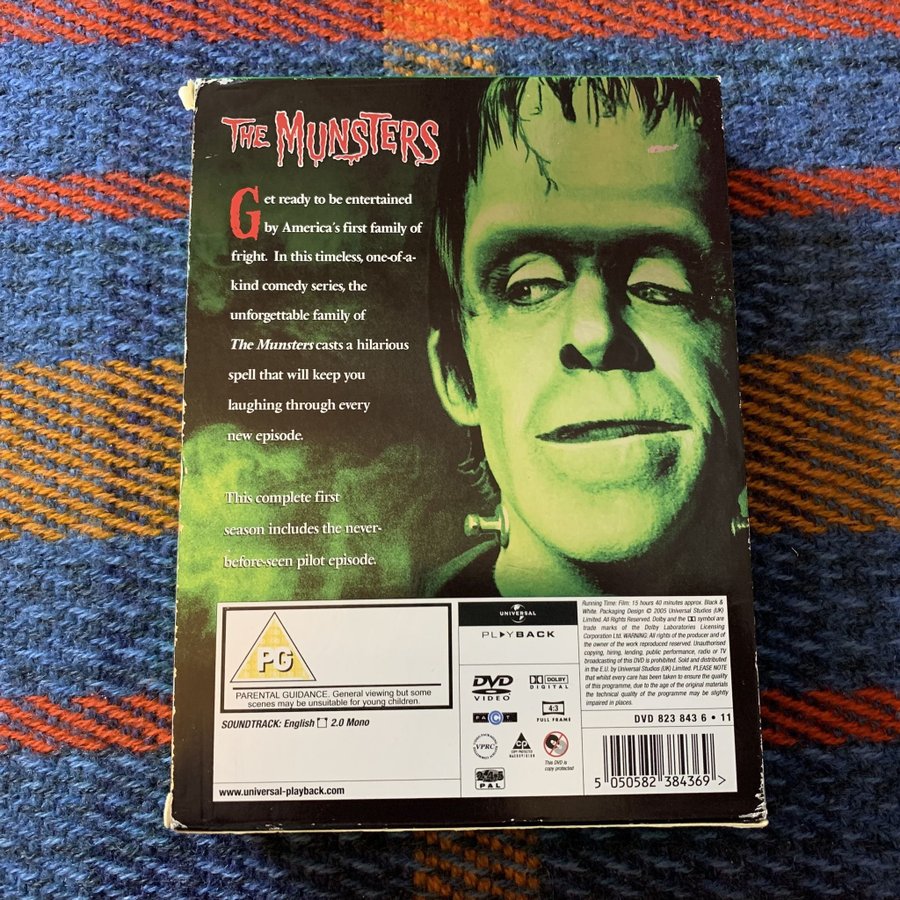 THE MUNSTERS
Get ready to be entertained
by America's first family of
fright. In this timeless, one-of-a-
kind comedy series, the
unforgettable family of
The Munsters casts a hilarious
spell that will keep you
laughing through every
new episode.
This complete first
season includes the never-
before-seen pilot episode.
PG
PARENTAL GUIDANCE. General viewing but some
scenes may be unsuitable for young children.
SOUNDTRACK: English 2.0 Mono
www.universal-playback.com
UNIVERSAL
PLAYBACK
DVD
VIDEO
DOLBY
DIGITAL
FACT
4:3
FULL FRAME
VPRC
CP
COPY PROTECTED
MACROVISION
This DVD is
copy protected
2 4 5
PAL
Running Time: Film: 15 hours 40 minutes approx. Black &
White. Packaging Design © 2005 Universal Studios (UK)
Limited. All Rights Reserved. Dolby and the DD symbol are
trade marks of the Dolby Laboratories Licensing
Corporation Ltd. WARNING: All rights of the producer and of
the owner of the work reproduced reserved. Unauthorised
copying, hiring, lending, public performance, radio or TV
broadcasting of this DVD is prohibited. Sold and distributed
in the E.U. by Universal Studios (UK) Limited. PLEASE NOTE
that whilst every care has been taken to ensure the quality of
this programme, due to the age of the original materials
the technical quality of the programme may be slightly
impaired in places.
DVD 823 843 6 • 11
5 050582 384369 >